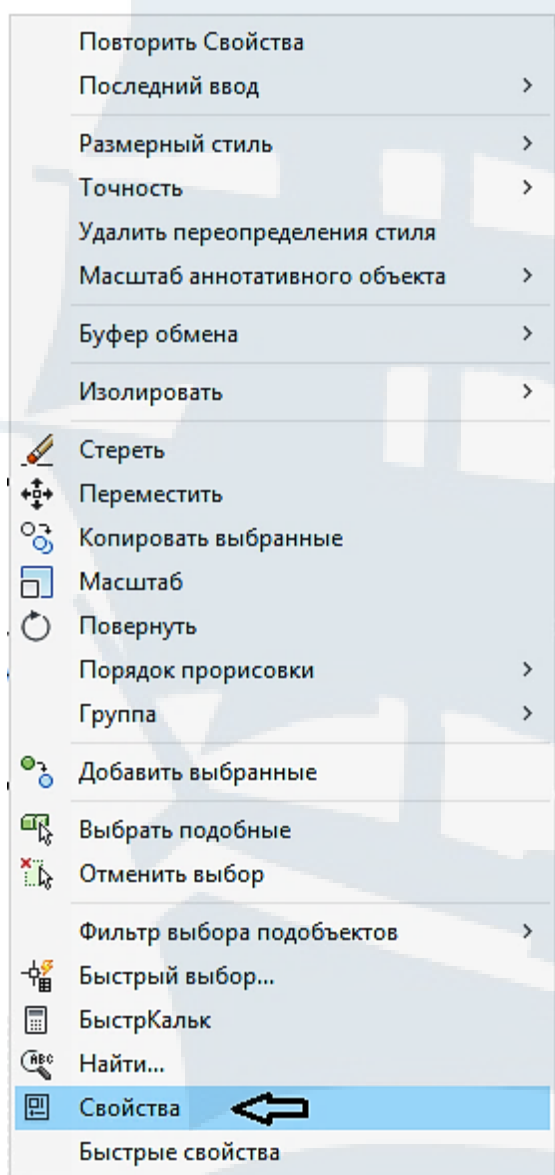 Повторить Свойства
Последний ввод
Размерный стиль
Точность
Удалить переопределения стиля
Масштаб аннотативного объекта
Буфер обмена
Изолировать
Стереть
Переместить
Копировать выбранные
Масштаб
Повернуть
Порядок прорисовки
Группа
Добавить выбранные
Выбрать подобные
Отменить выбор
Фильтр выбора подобъектов
Быстрый выбор...
БыстрКальк
Найти...
Свойства
Быстрые свойства